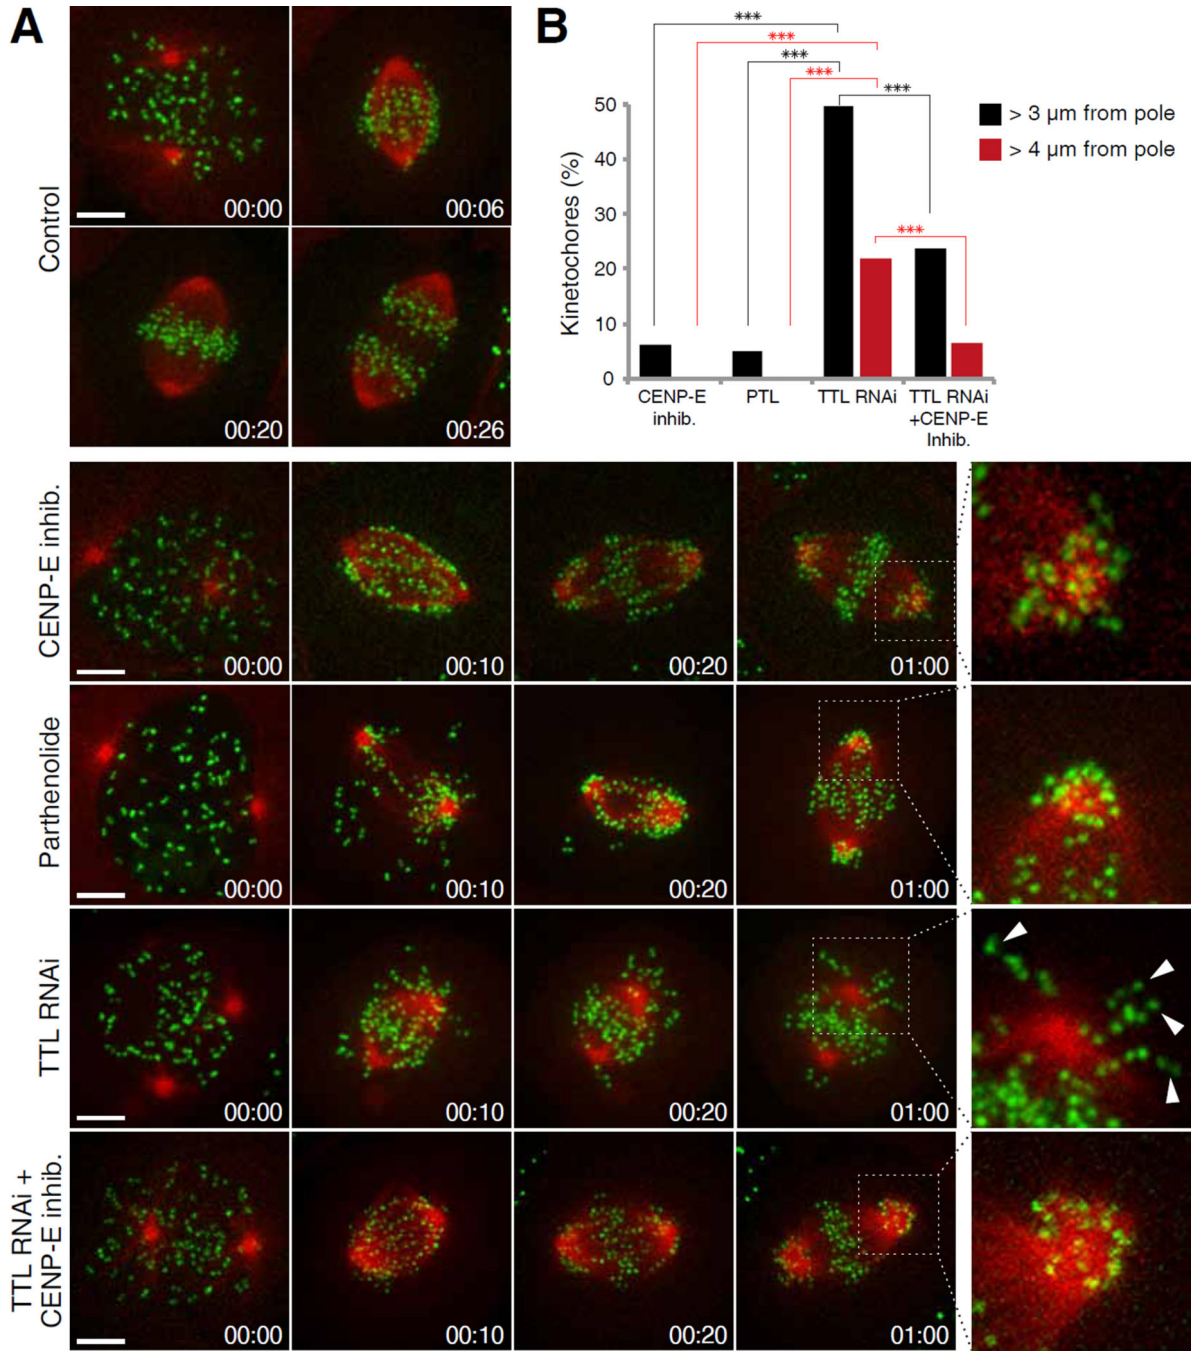 A
Control
00:00
00:06
00:20
00:26
B
***
***
***
***
***
***
Kinetochores (%)
50
40
30
20
10
0
> 3 µm from pole
> 4 µm from pole
CENP-E
inhib.
PTL
TTL RNAi
TTL RNAi
+CENP-E
Inhib.
CENP-E inhib.
00:00
00:10
00:20
01:00
Parthenolide
00:00
00:10
00:20
01:00
TTL RNAi
00:00
00:10
00:20
01:00
TTL RNAi +
CENP-E inhib.
00:00
00:10
00:20
01:00